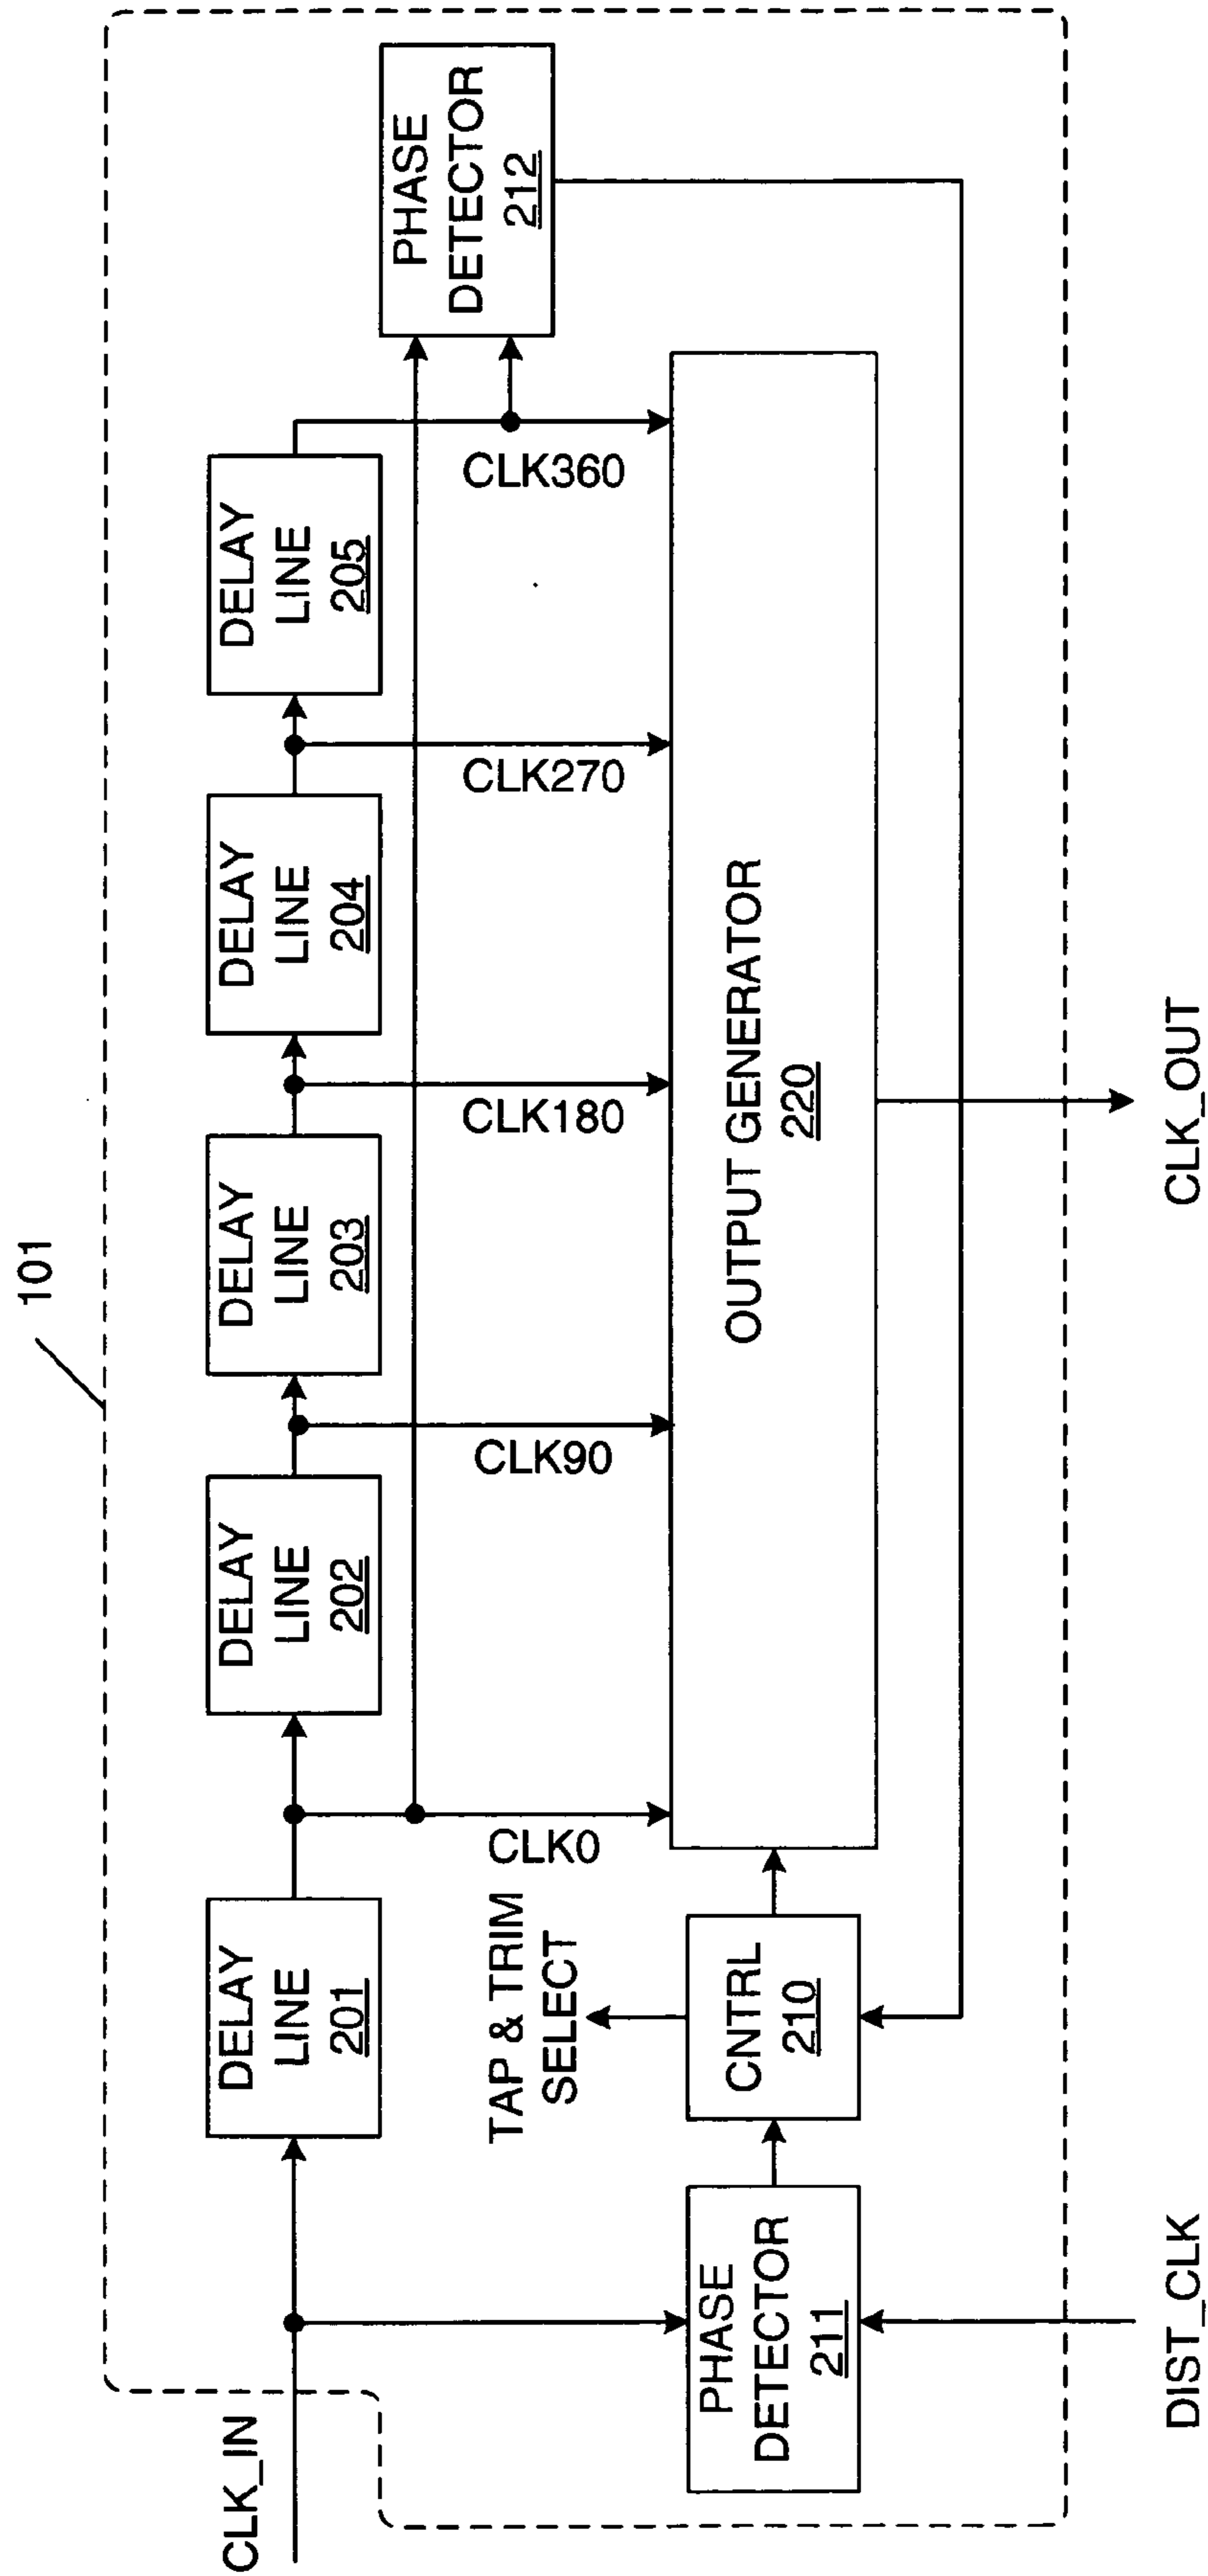 101
CLK_IN
DELAY
LINE
201
DELAY
LINE
202
DELAY
LINE
203
DELAY
LINE
204
DELAY
LINE
205
PHASE
DETECTOR
212
TAP & TRIM
SELECT
CLK0
CLK90
CLK180
CLK270
CLK360
PHASE
DETECTOR
211
CNTRL
210
OUTPUT GENERATOR
220
DIST_CLK
CLK_OUT